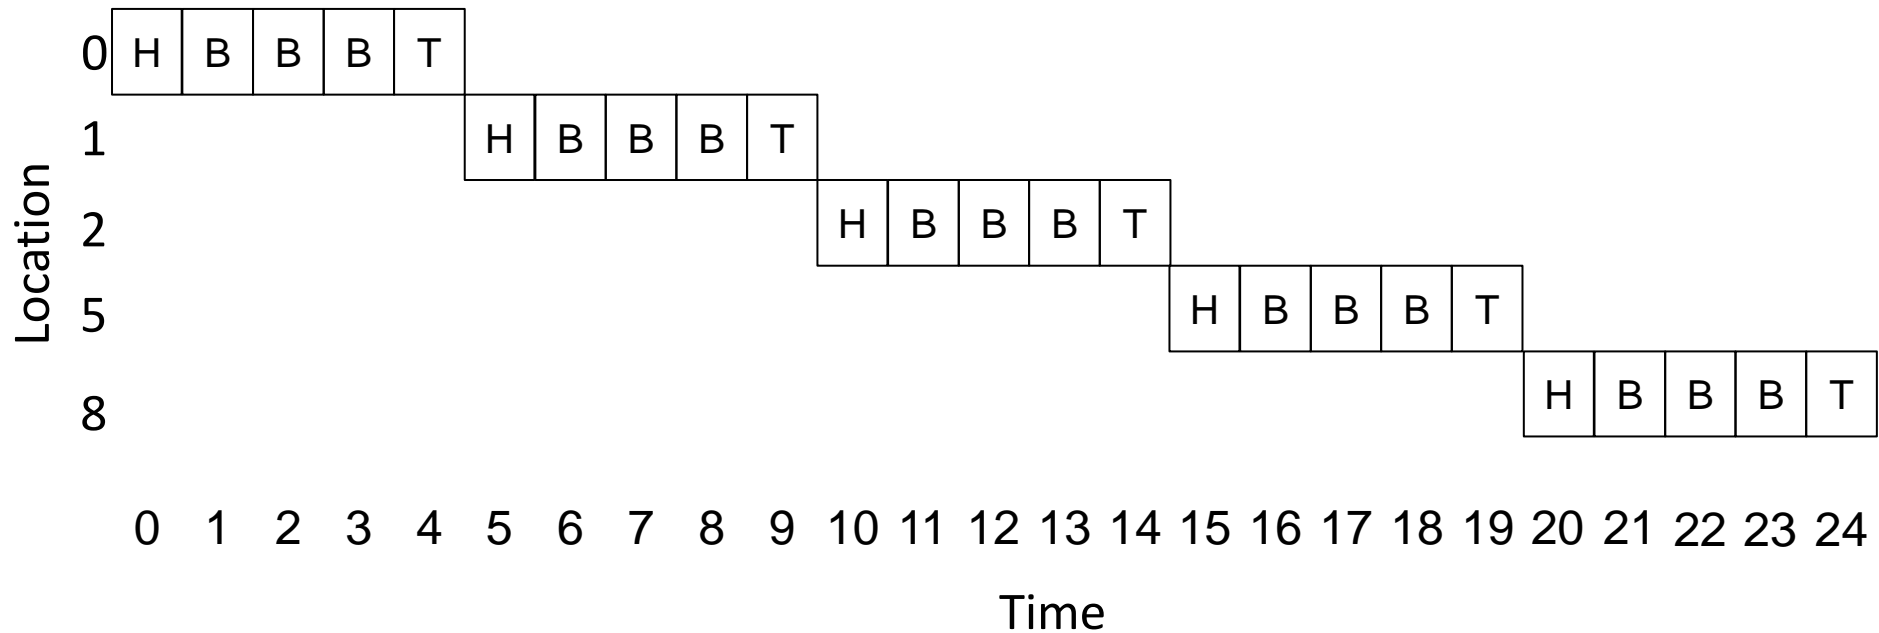 0 H B B B T
1 H B B B T
2 H B B B T
5 H B B B T
8 H B B B T
Location
0 1 2 3 4 5 6 7 8 9 10 11 12 13 14 15 16 17 18 19 20 21 22 23 24
Time